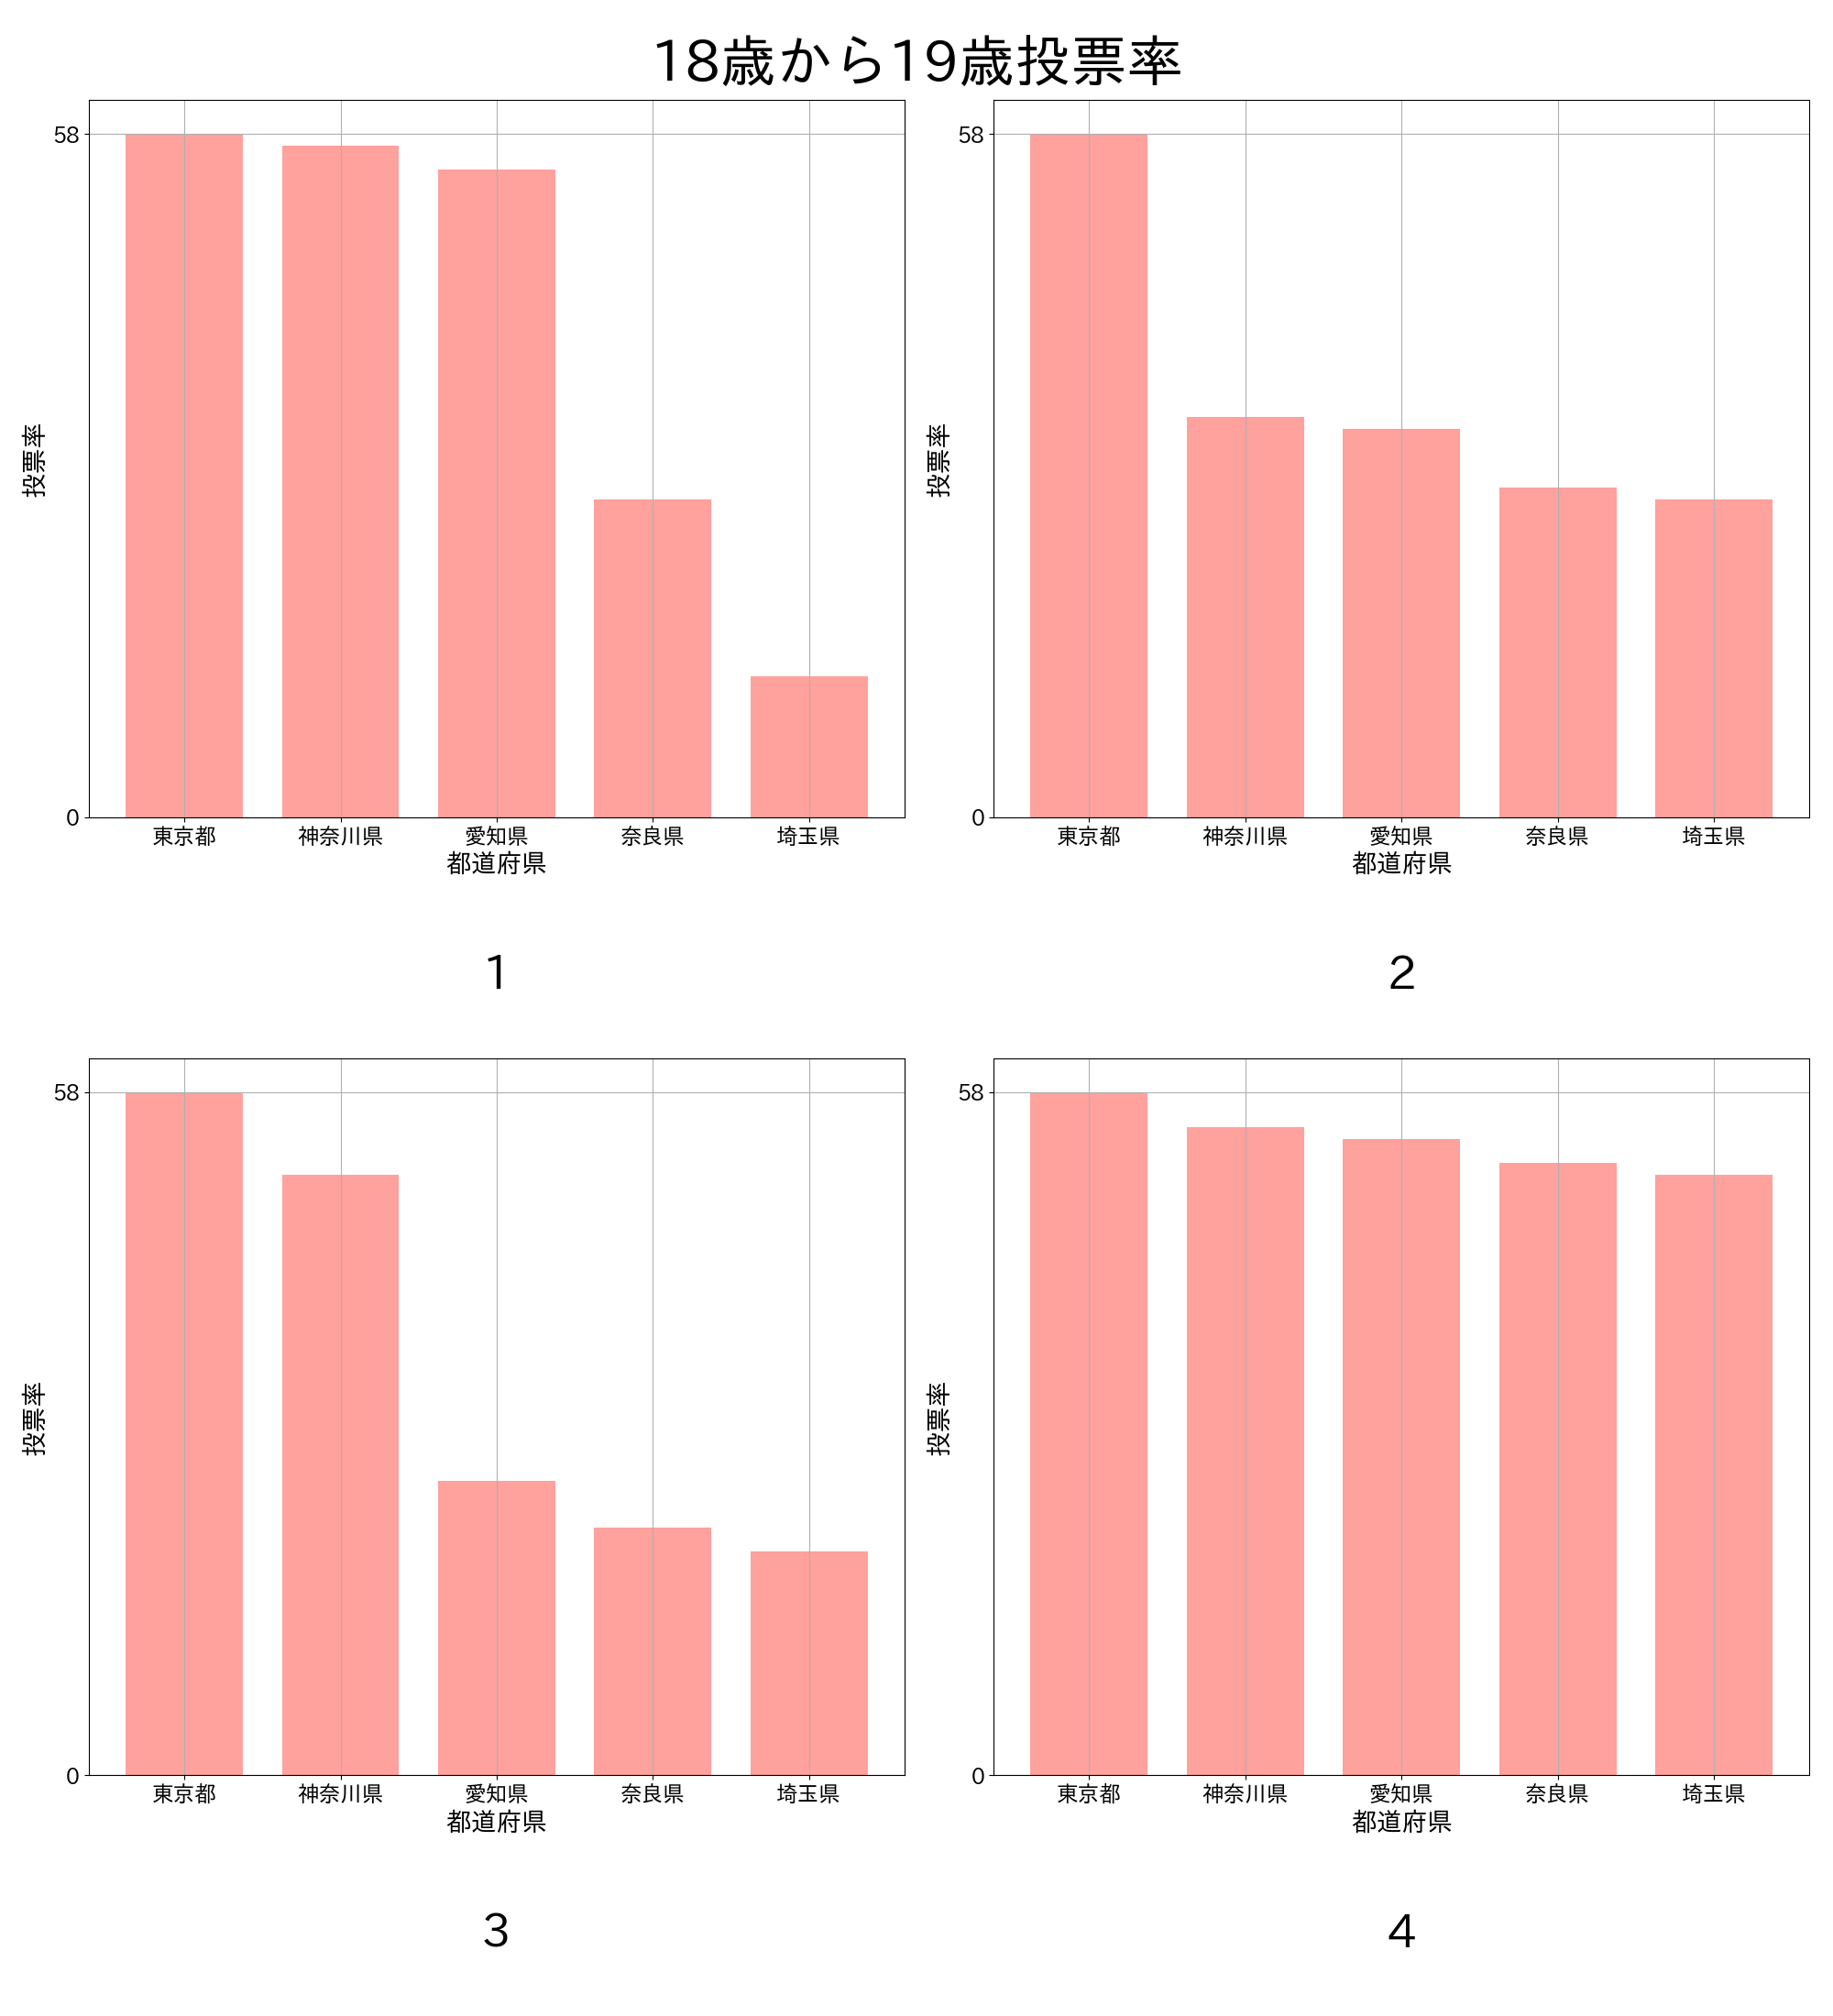 18歳から19歳投票率
58
0
投票率
東京都 神奈川県 愛知県 奈良県 埼玉県
都道府県
1
58
0
投票率
東京都 神奈川県 愛知県 奈良県 埼玉県
都道府県
2
58
0
投票率
東京都 神奈川県 愛知県 奈良県 埼玉県
都道府県
3
58
0
投票率
東京都 神奈川県 愛知県 奈良県 埼玉県
都道府県
4